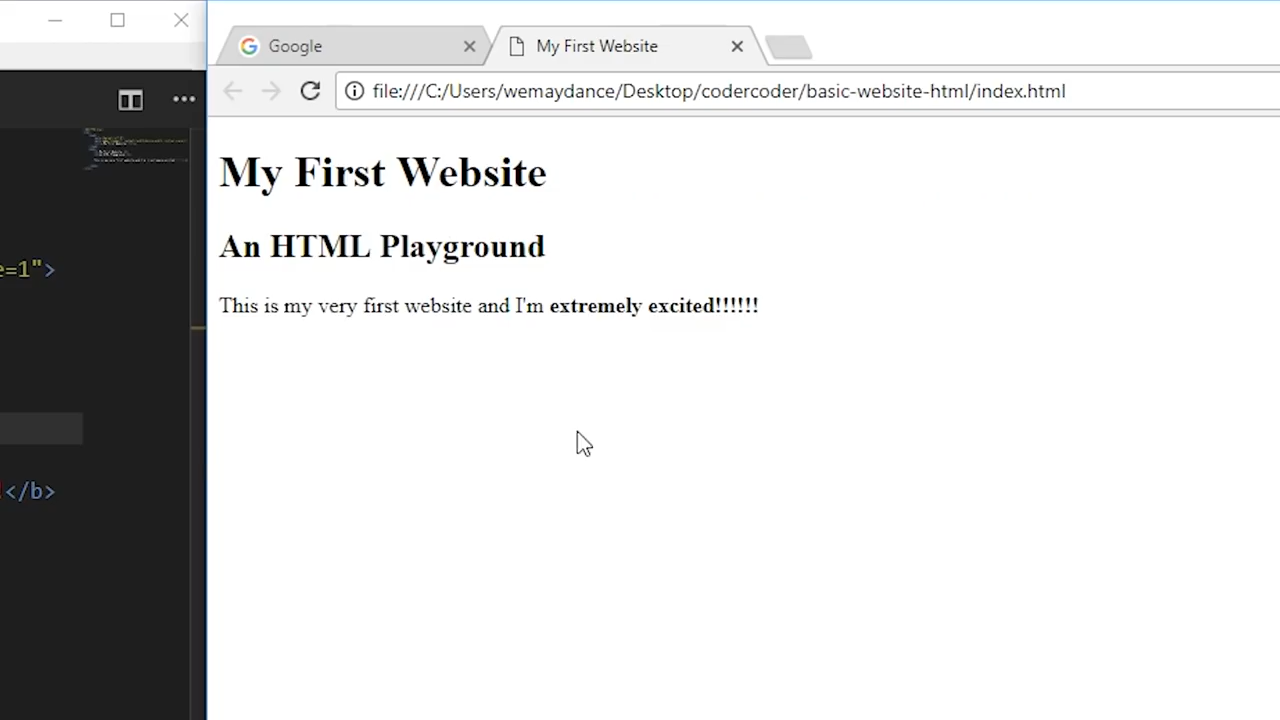 Google
My First Website
file:///C:/Users/wemaydance/Desktop/codercoder/basic-website-html/index.html
My First Website
An HTML Playground
This is my very first website and I'm extremely excited!!!!!!
e=1">
</b>